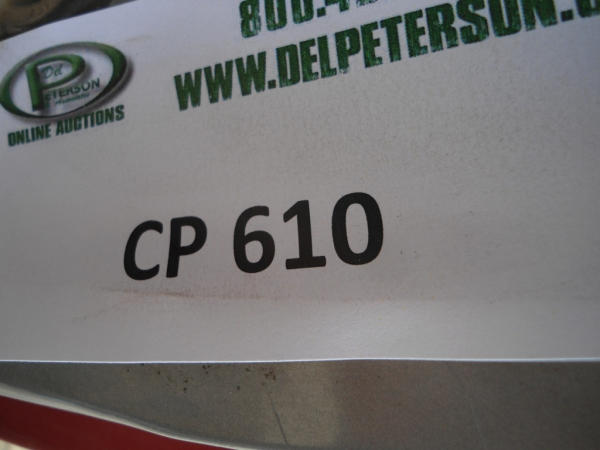 800.4
WWW.DELPETERSON.C
Del
PETERSON
ONLINE AUCTIONS
CP 610